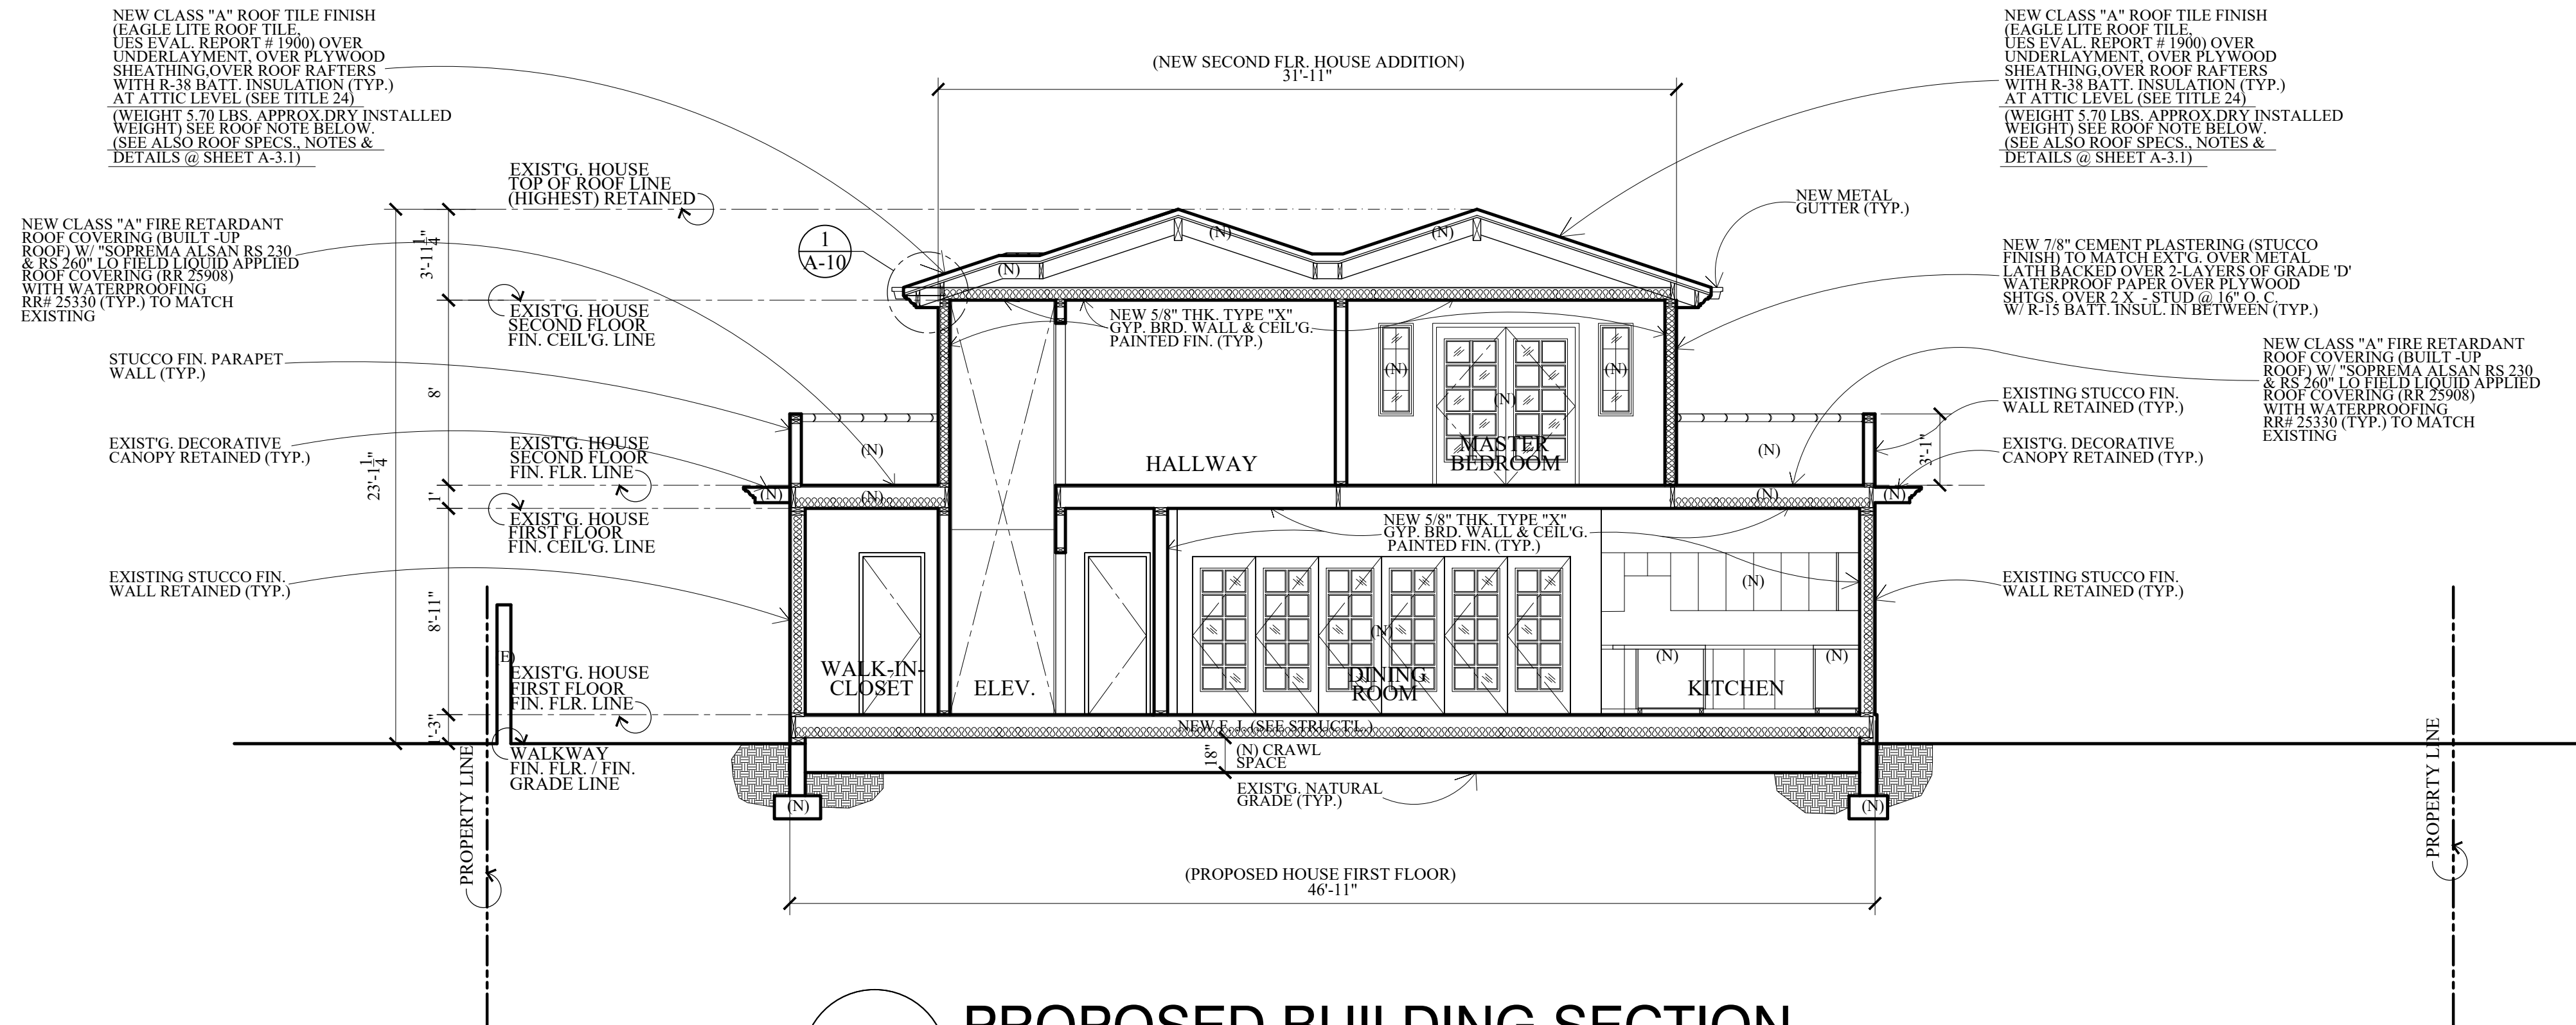 NEW CLASS "A" ROOF TILE FINISH
(EAGLE LITE ROOF TILE,
UES EVAL. REPORT # 1900) OVER
UNDERLAYMENT, OVER PLYWOOD
SHEATHING,OVER ROOF RAFTERS
WITH R-38 BATT. INSULATION (TYP.)
AT ATTIC LEVEL (SEE TITLE 24)
(WEIGHT 5.70 LBS. APPROX.DRY INSTALLED
WEIGHT) SEE ROOF NOTE BELOW.
(SEE ALSO ROOF SPECS., NOTES &
DETAILS @ SHEET A-3.1)
(NEW SECOND FLR. HOUSE ADDITION)
31'-11"
NEW CLASS "A" ROOF TILE FINISH
(EAGLE LITE ROOF TILE,
UES EVAL. REPORT # 1900) OVER
UNDERLAYMENT, OVER PLYWOOD
SHEATHING,OVER ROOF RAFTERS
WITH R-38 BATT. INSULATION (TYP.)
AT ATTIC LEVEL (SEE TITLE 24)
(WEIGHT 5.70 LBS. APPROX.DRY INSTALLED
WEIGHT) SEE ROOF NOTE BELOW.
(SEE ALSO ROOF SPECS., NOTES &
DETAILS @ SHEET A-3.1)
EXIST'G. HOUSE
TOP OF ROOF LINE
(HIGHEST) RETAINED
NEW METAL
GUTTER (TYP.)
NEW CLASS "A" FIRE RETARDANT
ROOF COVERING (BUILT -UP
ROOF) W/ "SOPREMA ALSAN RS 230
& RS 260" LO FIELD LIQUID APPLIED
ROOF COVERING (RR 25908)
WITH WATERPROOFING
RR# 25330 (TYP.) TO MATCH
EXISTING
3'-11 1/4"
1
A-10
(N)
(N)
(N)
NEW 7/8" CEMENT PLASTERING (STUCCO
FINISH) TO MATCH EXT'G. OVER METAL
LATH BACKED OVER 2-LAYERS OF GRADE 'D'
WATERPROOF PAPER OVER PLYWOOD
SHTGS. OVER 2 X - STUD @ 16" O. C.
W/ R-15 BATT. INSUL. IN BETWEEN (TYP.)
EXIST'G. HOUSE
SECOND FLOOR
FIN. CEIL'G. LINE
NEW 5/8" THK. TYPE "X"
GYP. BRD. WALL & CEIL'G.
PAINTED FIN. (TYP.)
NEW CLASS "A" FIRE RETARDANT
ROOF COVERING (BUILT -UP
ROOF) W/ "SOPREMA ALSAN RS 230
& RS 260" LO FIELD LIQUID APPLIED
ROOF COVERING (RR 25908)
WITH WATERPROOFING
RR# 25330 (TYP.) TO MATCH
EXISTING
STUCCO FIN. PARAPET
WALL (TYP.)
8'
(N)
(N)
(N)
EXISTING STUCCO FIN.
WALL RETAINED (TYP.)
EXIST'G. DECORATIVE
CANOPY RETAINED (TYP.)
23'-1 1/4"
EXIST'G. HOUSE
SECOND FLOOR
FIN. FLR. LINE
(N)
HALLWAY
MASTER
BEDROOM
(N)
3'-1"
EXIST'G. DECORATIVE
CANOPY RETAINED (TYP.)
1'
(N)
(N)
(N)
(N)
EXIST'G. HOUSE
FIRST FLOOR
FIN. CEIL'G. LINE
NEW 5/8" THK. TYPE "X"
GYP. BRD. WALL & CEIL'G.
PAINTED FIN. (TYP.)
EXISTING STUCCO FIN.
WALL RETAINED (TYP.)
8'-11"
(N)
(N)
EXISTING STUCCO FIN.
WALL RETAINED (TYP.)
(E)
EXIST'G. HOUSE
FIRST FLOOR
FIN. FLR. LINE
WALK-IN-
CLOSET
ELEV.
DINING
ROOM
(N)
(N)
KITCHEN
1'-3"
NEW F. J. (SEE STRUCT'L.)
WALKWAY
FIN. FLR. / FIN.
GRADE LINE
18"
(N) CRAWL
SPACE
EXIST'G. NATURAL
GRADE (TYP.)
(N)
(N)
PROPERTY LINE
PROPERTY LINE
(PROPOSED HOUSE FIRST FLOOR)
46'-11"
PROPOSED BUILDING SECTION